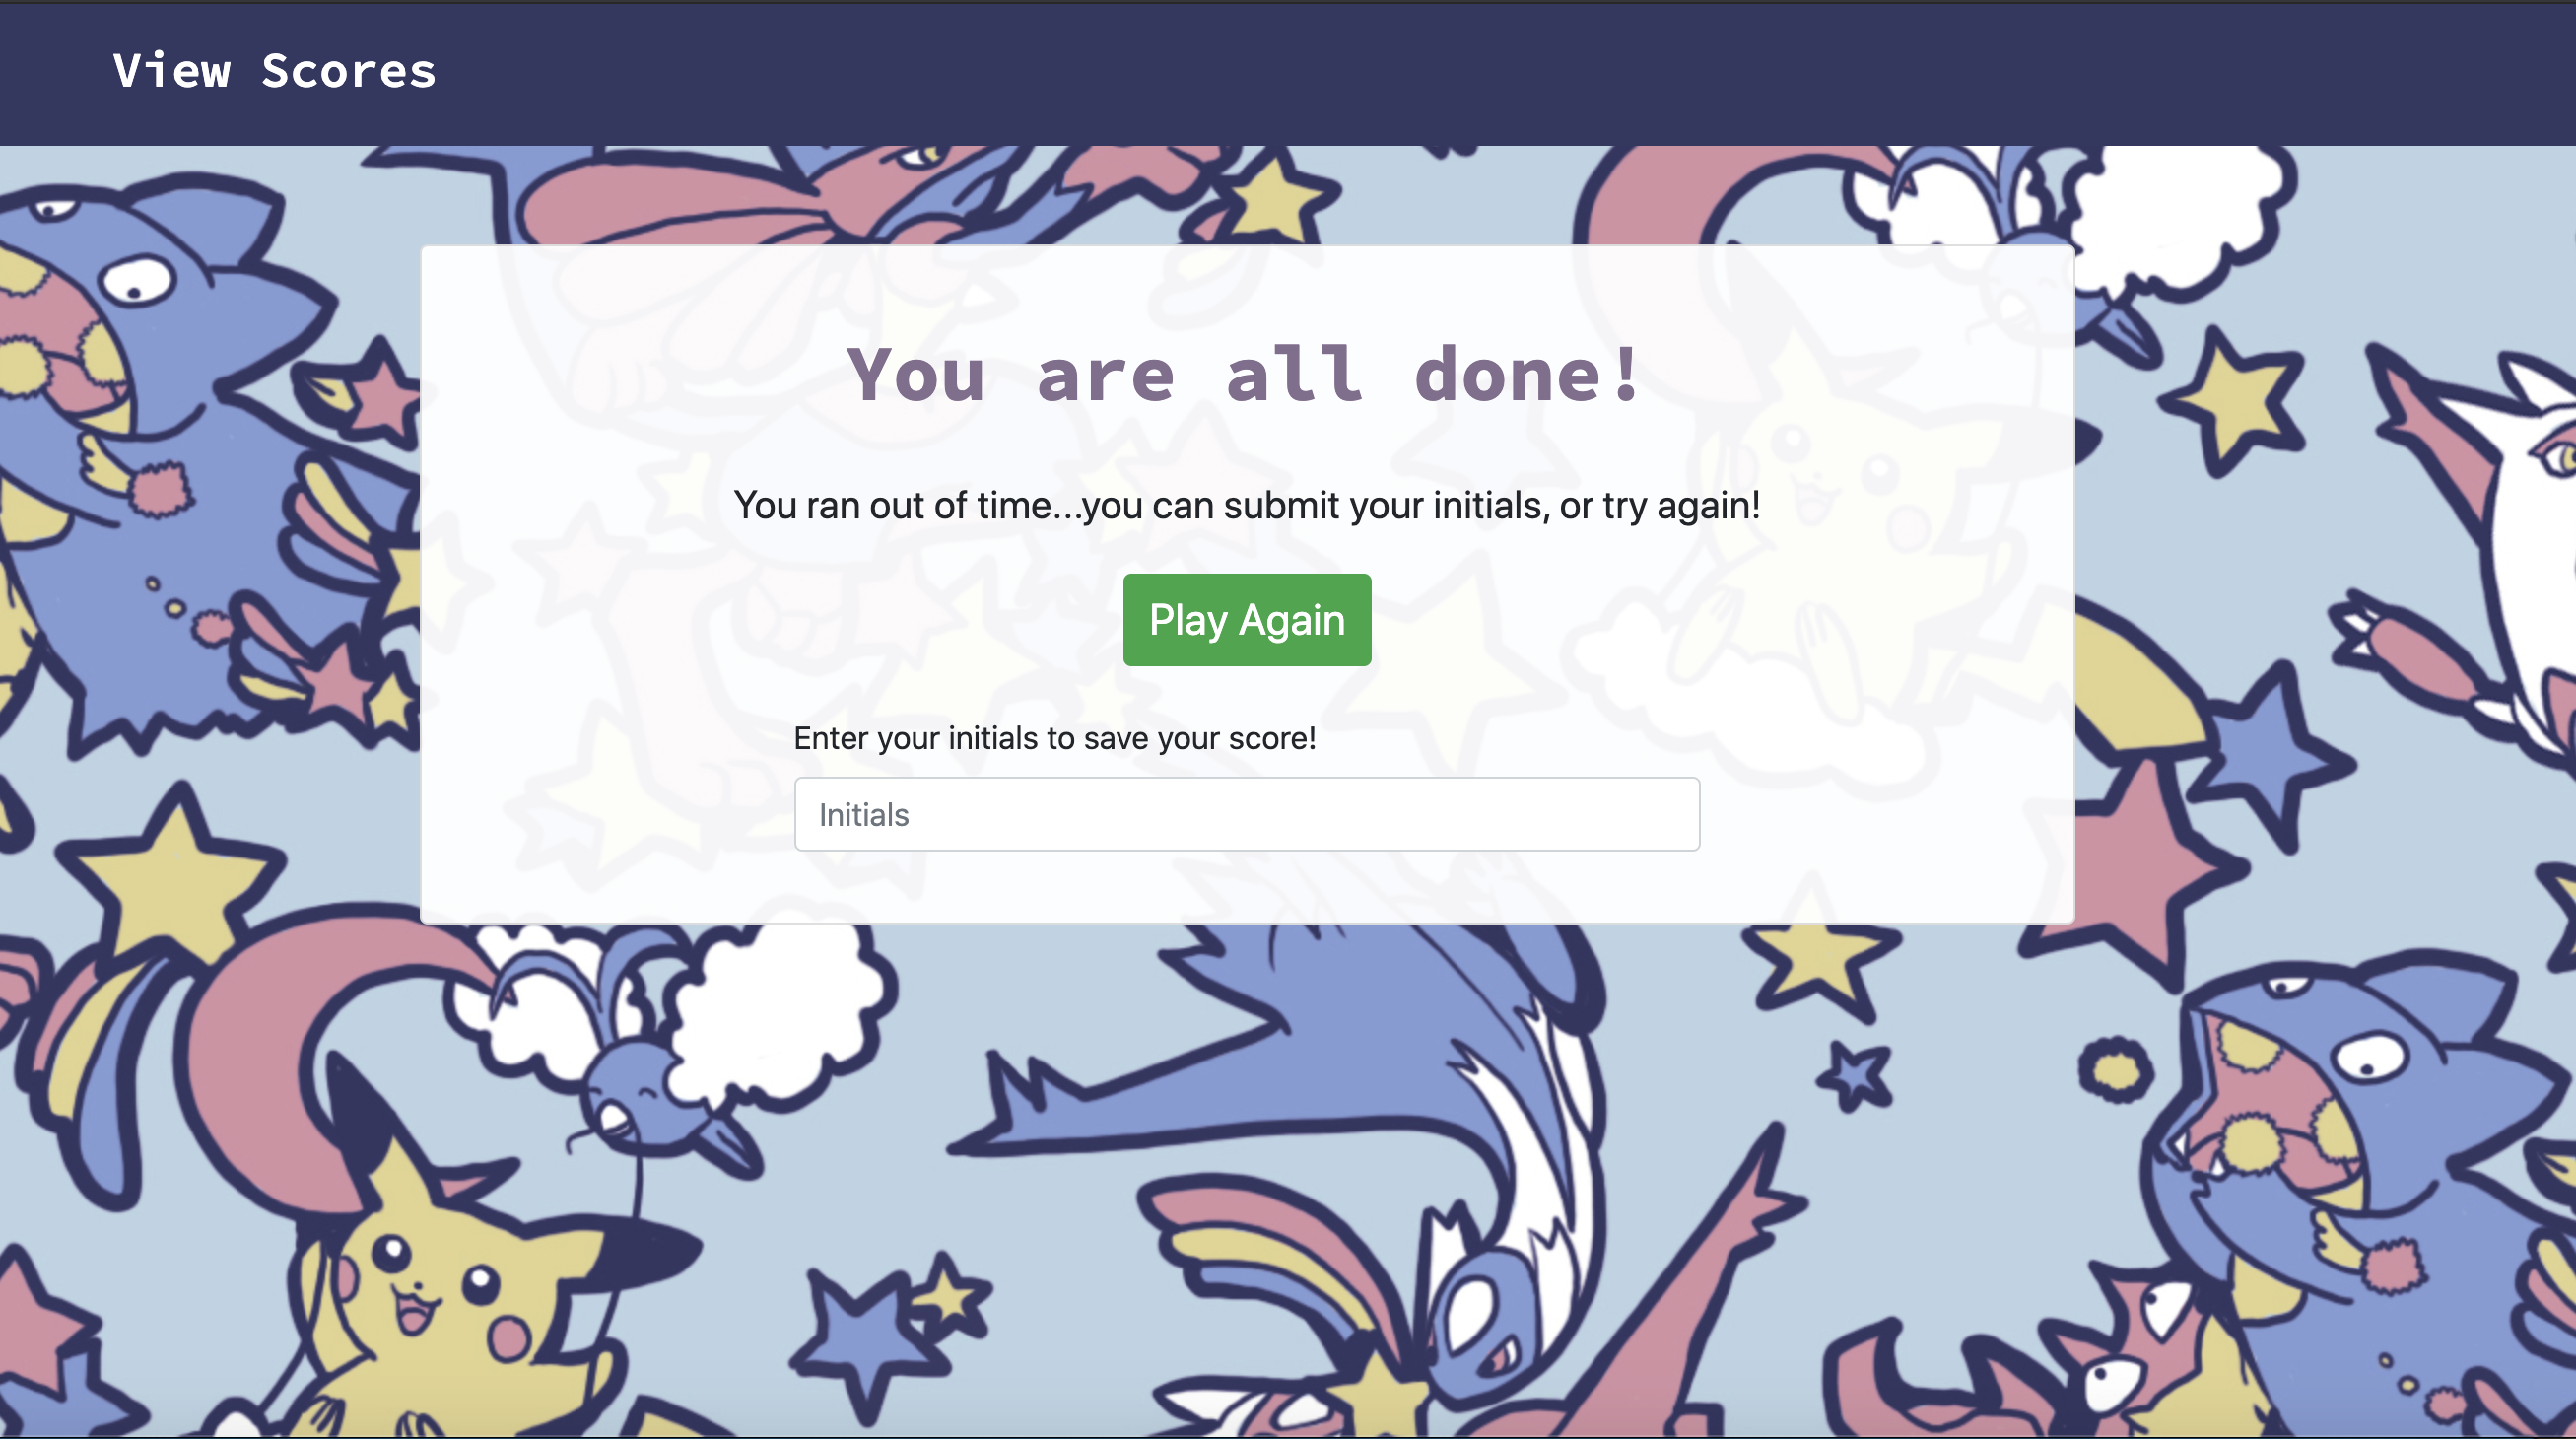 View Scores
You are all done!
You ran out of time...you can submit your initials, or try again!
Play Again
Enter your initials to save your score!
Initials